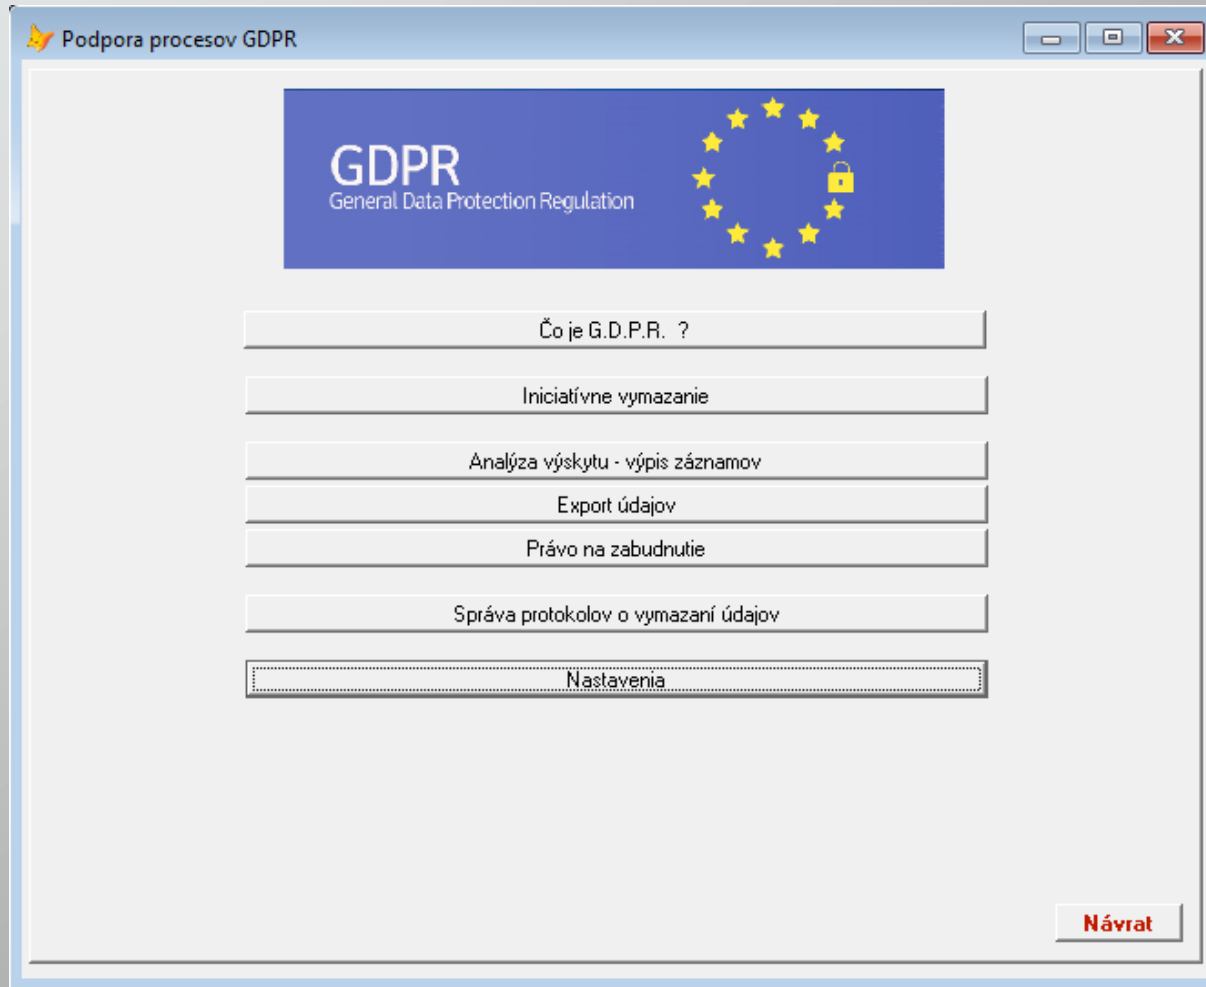 Podpora procesov GDPR
GDPR
General Data Protection Regulation
Čo je G.D.P.R. ?
Iniciatívne vymazanie
Analýza výskytu - výpis záznamov
Export údajov
Právo na zabudnutie
Správa protokolov o vymazaní údajov
Nastavenia
Návrat